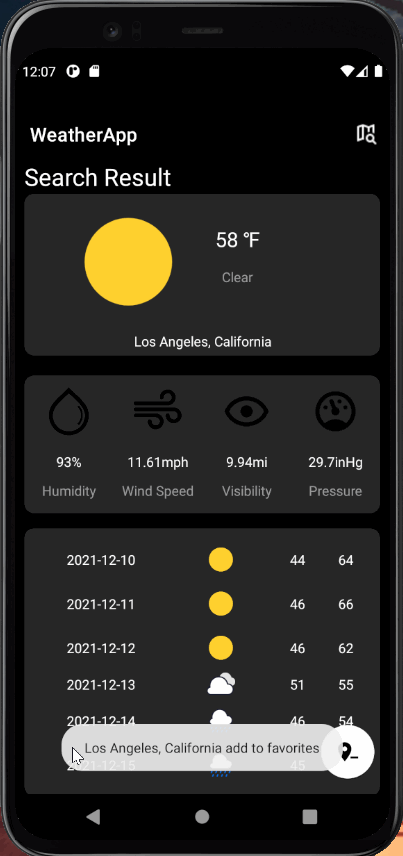 12:07
WeatherApp
Search Result
58 °F
Clear
Los Angeles, California
93% 11.61mph 9.94mi 29.7inHg
Humidity Wind Speed Visibility Pressure
2021-12-10 44 64
2021-12-11 46 66
2021-12-12 46 62
2021-12-13 51 55
2021-12-14 46 54
Los Angeles, California add to favorites
2021-12-15 45